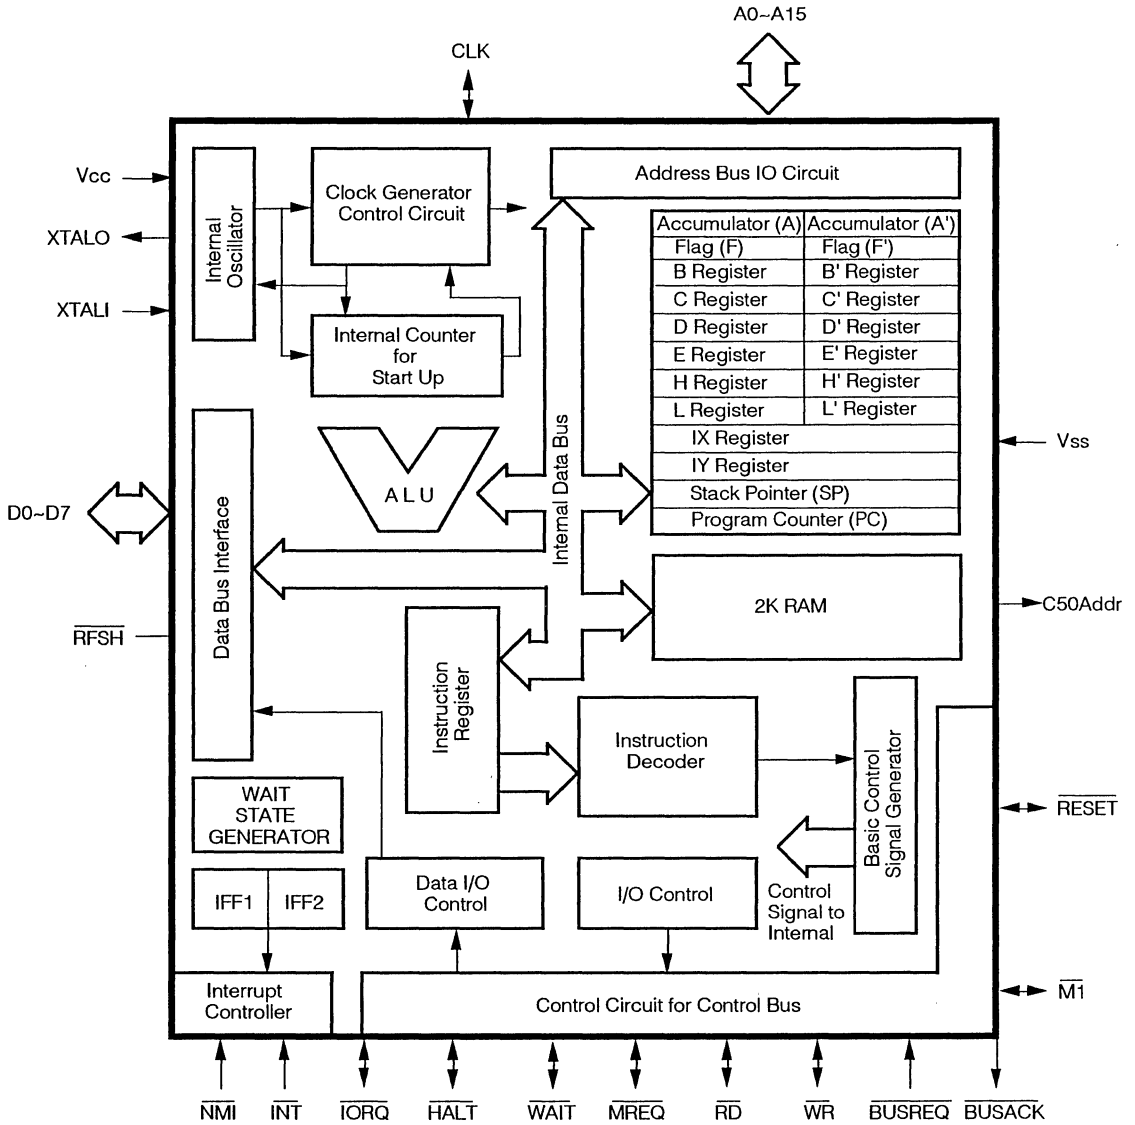 A0~A15
CLK
Vcc
XTALO
XTALI
Internal
Oscillator
Clock Generator
Control Circuit
Internal Counter
for
Start Up
Address Bus IO Circuit
Accumulator (A) Accumulator (A')
Flag (F) Flag (F')
B Register B' Register
C Register C' Register
D Register D' Register
E Register E' Register
H Register H' Register
L Register L' Register
IX Register
IY Register
Stack Pointer (SP)
Program Counter (PC)
Vss
ALU
Internal Data Bus
D0~D7
Data Bus Interface
RFSH
2K RAM
C50Addr
Instruction
Register
Instruction
Decoder
Basic Control
Signal Generator
WAIT
STATE
GENERATOR
RESET
IFF1 IFF2
Data I/O
Control
I/O Control
Control
Signal to
Internal
Interrupt
Controller
Control Circuit for Control Bus
M1
NMI INT IORQ HALT WAIT MREQ RD WR BUSREQ BUSACK